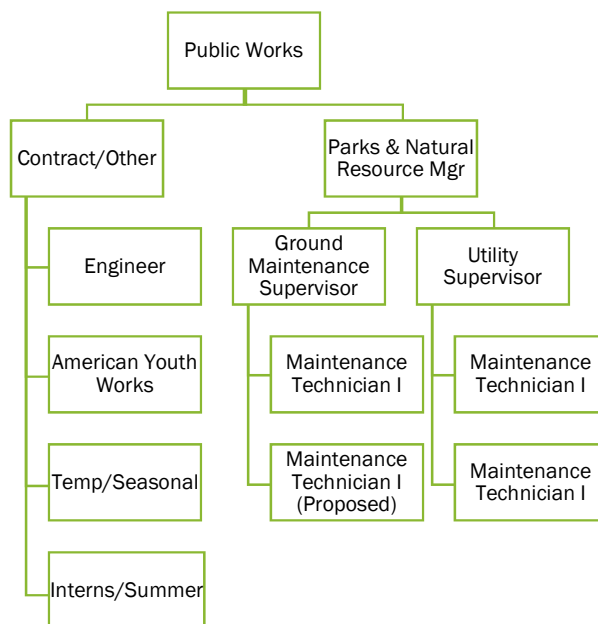 Public Works
Contract/Other
Parks & Natural
Resource Mgr
Engineer
American Youth
Works
Temp/Seasonal
Interns/Summer
Ground
Maintenance
Supervisor
Maintenance
Technician I
Maintenance
Technician I
(Proposed)
Utility
Supervisor
Maintenance
Technician I
Maintenance
Technician I